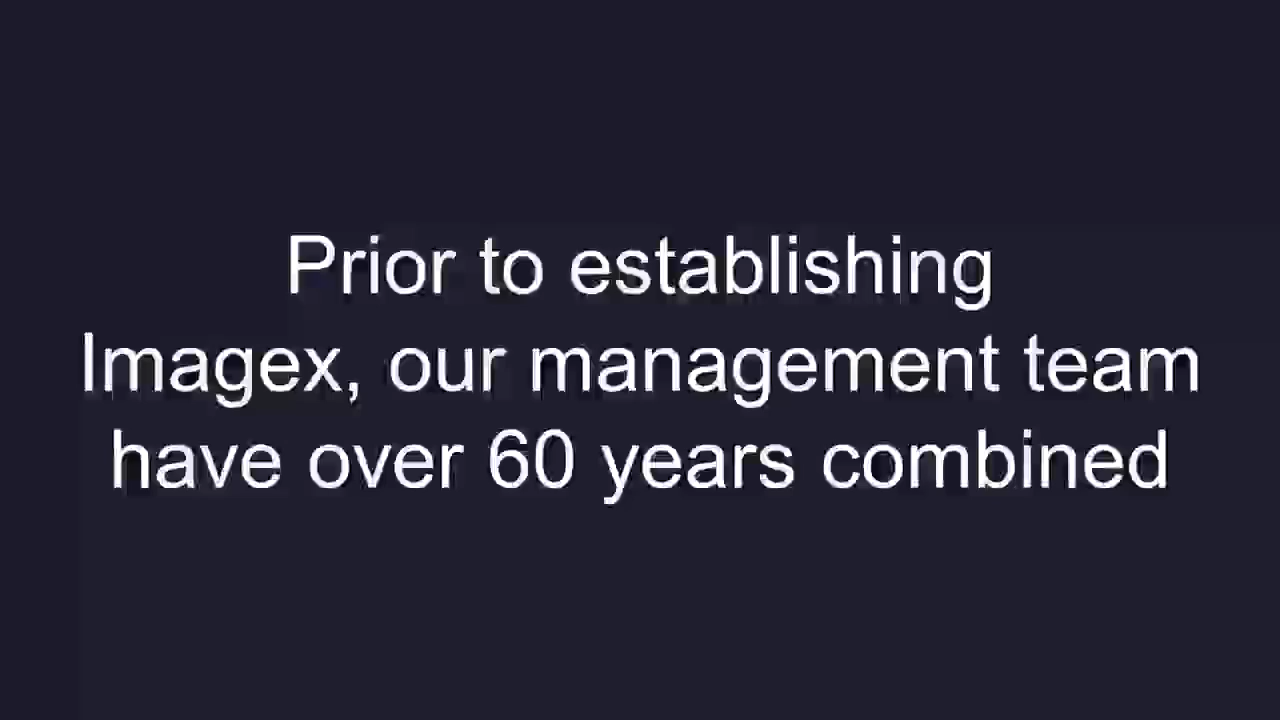 Prior to establishing
Imagex, our management team
have over 60 years combined